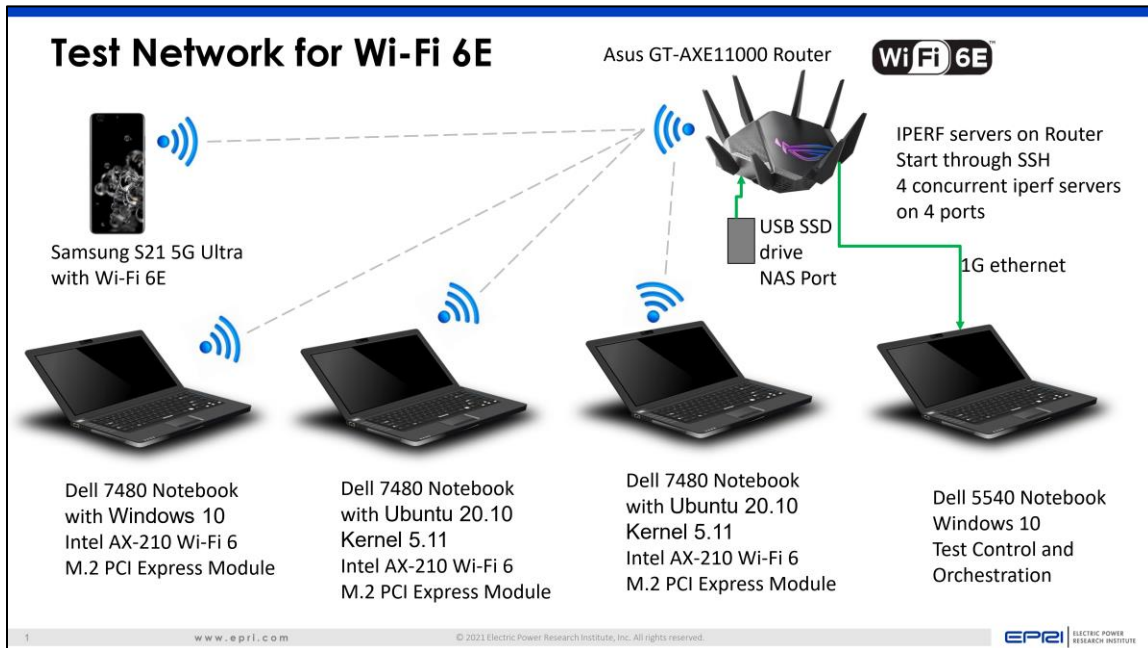 Test Network for Wi-Fi 6E
Asus GT-AXE11000 Router
Wi Fi 6E
IPERF servers on Router
Start through SSH
4 concurrent iperf servers
on 4 ports
Samsung S21 5G Ultra
with Wi-Fi 6E
USB SSD
drive
NAS Port
1G ethernet
Dell 7480 Notebook
with Windows 10
Intel AX-210 Wi-Fi 6
M.2 PCI Express Module
Dell 7480 Notebook
with Ubuntu 20.10
Kernel 5.11
Intel AX-210 Wi-Fi 6
M.2 PCI Express Module
Dell 7480 Notebook
with Ubuntu 20.10
Kernel 5.11
Intel AX-210 Wi-Fi 6
M.2 PCI Express Module
Dell 5540 Notebook
Windows 10
Test Control and
Orchestration
1
www.epri.com
© 2021 Electric Power Research Institute, Inc. All rights reserved.
EPRI
ELECTRIC POWER
RESEARCH INSTITUTE